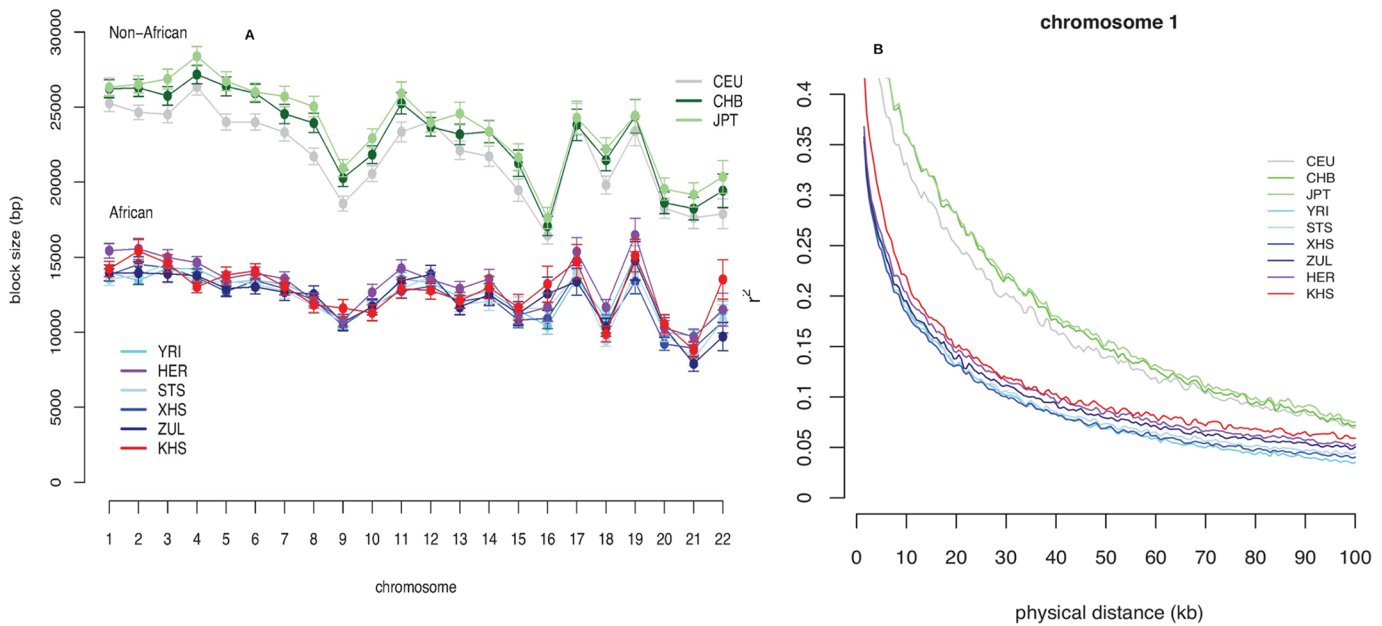 Non−African
A
30000
25000
20000
15000
10000
5000
0
block size (bp)
CEU
CHB
JPT
African
YRI
HER
STS
XHS
ZUL
KHS
1 2 3 4 5 6 7 8 9 10 11 12 13 14 15 16 17 18 19 20 21 22
chromosome
chromosome 1
B
0.4
0.35
0.3
0.25
0.2
0.15
0.1
0.05
0
r²
CEU
CHB
JPT
YRI
STS
XHS
ZUL
HER
KHS
0 10 20 30 40 50 60 70 80 90 100
physical distance (kb)